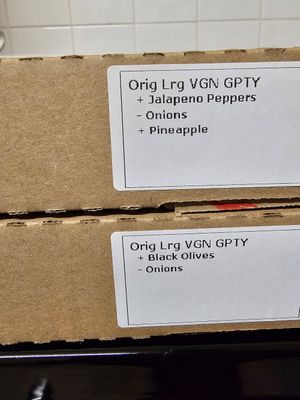 Orig Lrg VGN GPTY
+ Jalapeno Peppers
- Onions
+ Pineapple
Orig Lrg VGN GPTY
+ Black Olives
- Onions